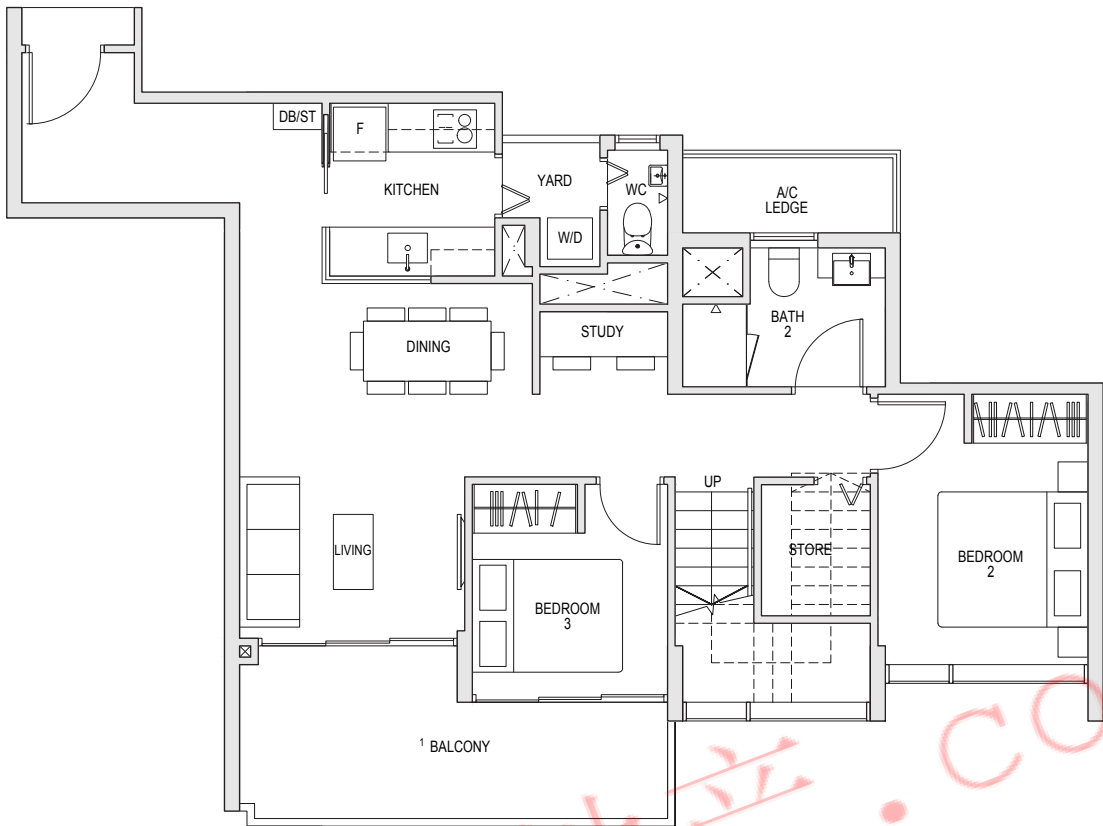 DB/ST
F
KITCHEN
YARD
WC
W/D
A/C
LEDGE
BATH
2
STUDY
DINING
UP
STORE
LIVING
BEDROOM
3
BEDROOM
2
1 BALCONY
. CO